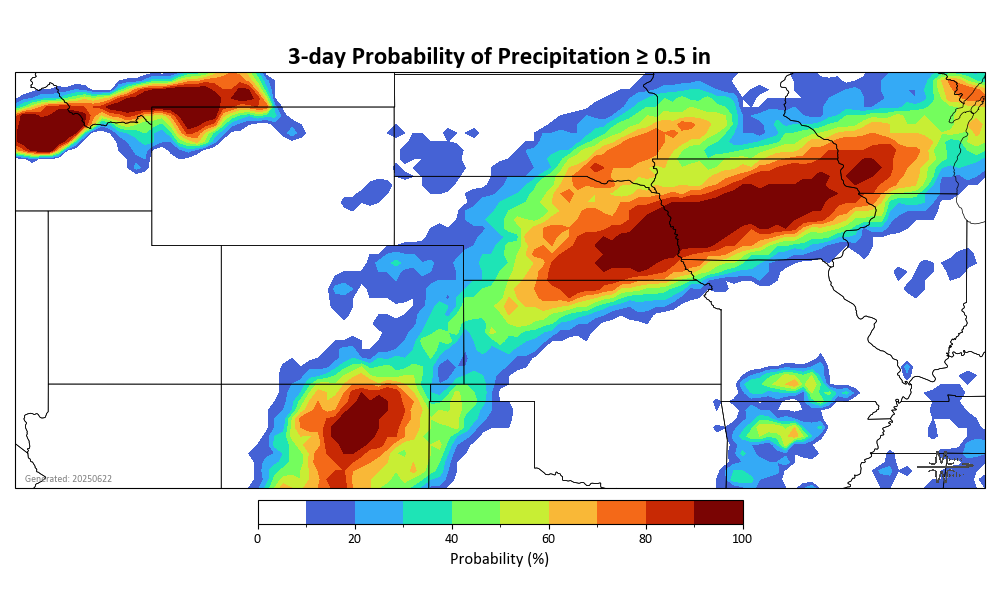 3-day Probability of Precipitation ≥ 0.5 in
Generated: 20250622
0 20 40 60 80 100
Probability (%)